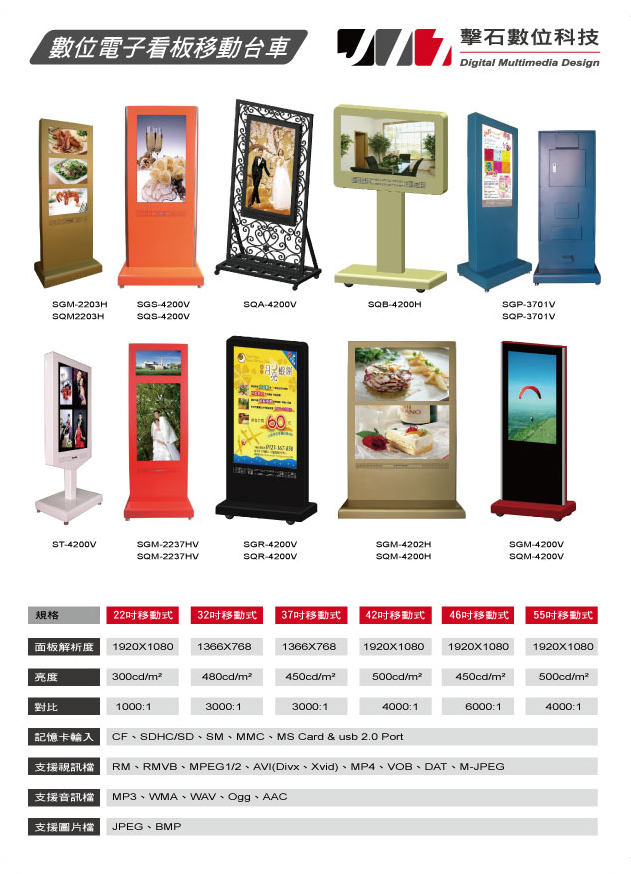 數位電子看板移動台車
擊石數位科技
Digital Multimedia Design
SGM-2203H
SQM2203H
SGS-4200V
SQS-4200V
SQA-4200V
SQB-4200H
SGP-3701V
SQP-3701V
ST-4200V
SGM-2237HV
SQM-2237HV
SGR-4200V
SQR-4200V
SGM-4202H
SQM-4200H
SGM-4200V
SQM-4200V
規格 22吋移動式 32吋移動式 37吋移動式 42吋移動式 46吋移動式 55吋移動式
面板解析度 1920X1080 1366X768 1366X768 1920X1080 1920X1080 1920X1080
亮度 300cd/m² 480cd/m² 450cd/m² 500cd/m² 450cd/m² 500cd/m²
對比 1000:1 3000:1 3000:1 4000:1 6000:1 4000:1
記憶卡輸入 CF、SDHC/SD、SM、MMC、MS Card & usb 2.0 Port
支援視訊檔 RM、RMVB、MPEG1/2、AVI(Divx、Xvid)、MP4、VOB、DAT、M-JPEG
支援音訊檔 MP3、WMA、WAV、Ogg、AAC
支援圖片檔 JPEG、BMP